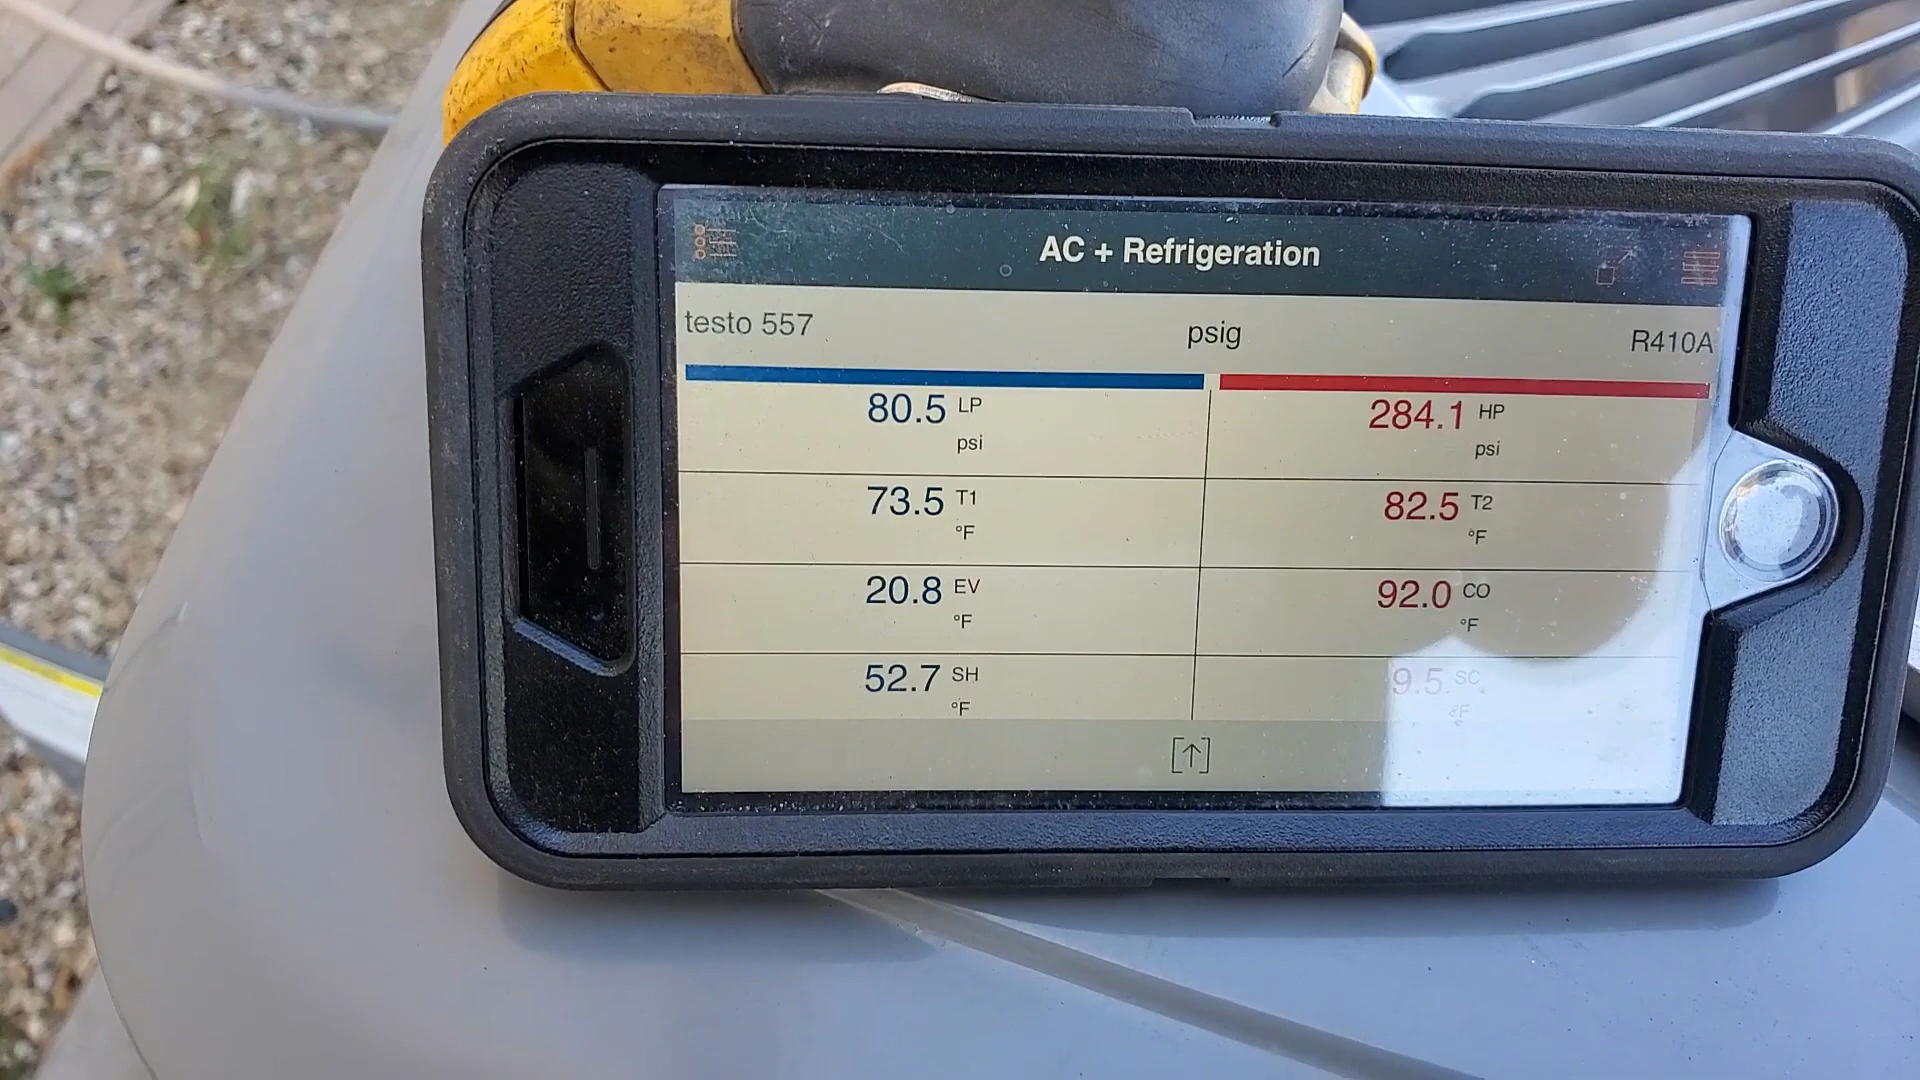 AC + Refrigeration
testo 557 psig R410A
80.5 LP psi 284.1 HP psi
73.5 T1 °F 82.5 T2 °F
20.8 EV °F 92.0 CO °F
52.7 SH °F 9.5 SC °F